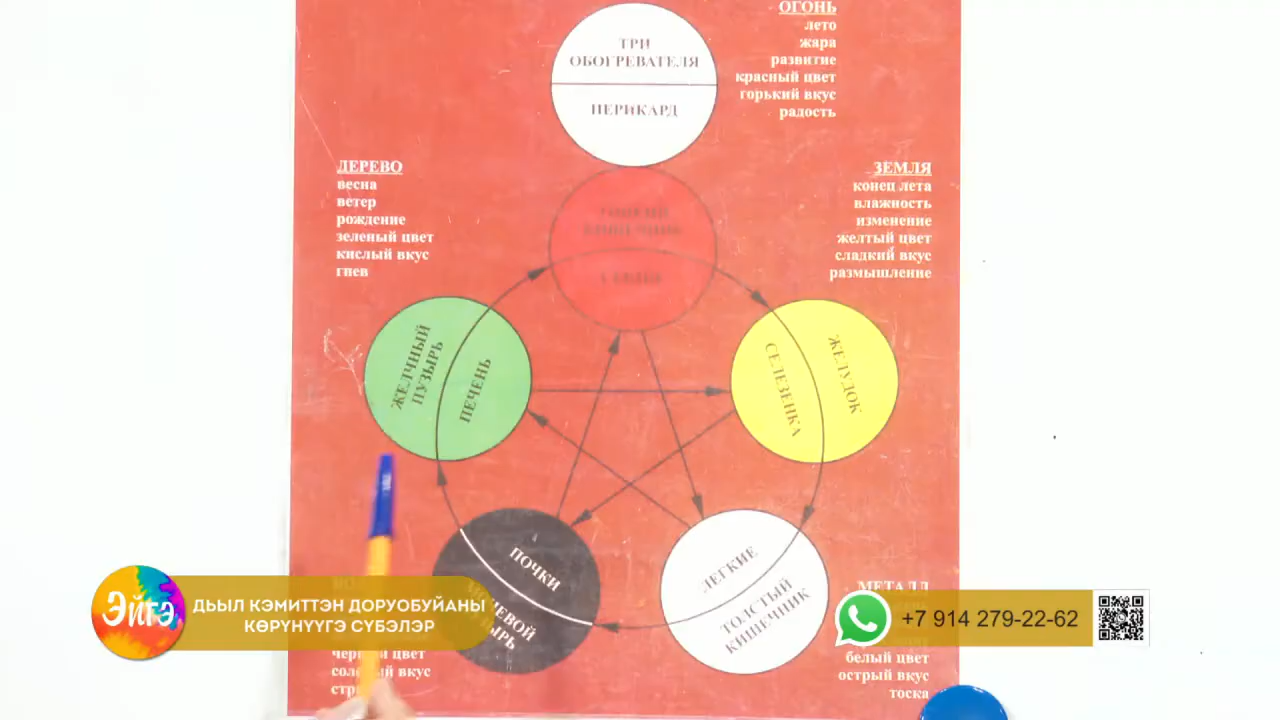 ТРИ
ОБОГРЕВАТЕЛЯ
ПЕРИКАРД
ОГОНЬ
лето
жара
развитие
красный цвет
горький вкус
радость
ДЕРЕВО
весна
ветер
рождение
зеленый цвет
кислый вкус
гнев
ЗЕМЛЯ
конец лета
влажность
изменение
желтый цвет
сладкий вкус
размышление
ЖЕЛЧНЫЙ
ПУЗЫРЬ
ПЕЧЕНЬ
СЕЛЕЗЕНКА
ЖЕЛУДОК
ПОЧКИ
ЛЕГКИЕ
ТОЛСТЫЙ
КИШЕЧНИК
цвет
вкус
МЕТАЛЛ
белый цвет
острый вкус
тоска
Эйгэ
ДЬЫЛ КЭМИТТЭН ДОРУОБУЙАНЫ
КӨРҮНҮҮГЭ СҮБЭЛЭР
+7 914 279-22-62